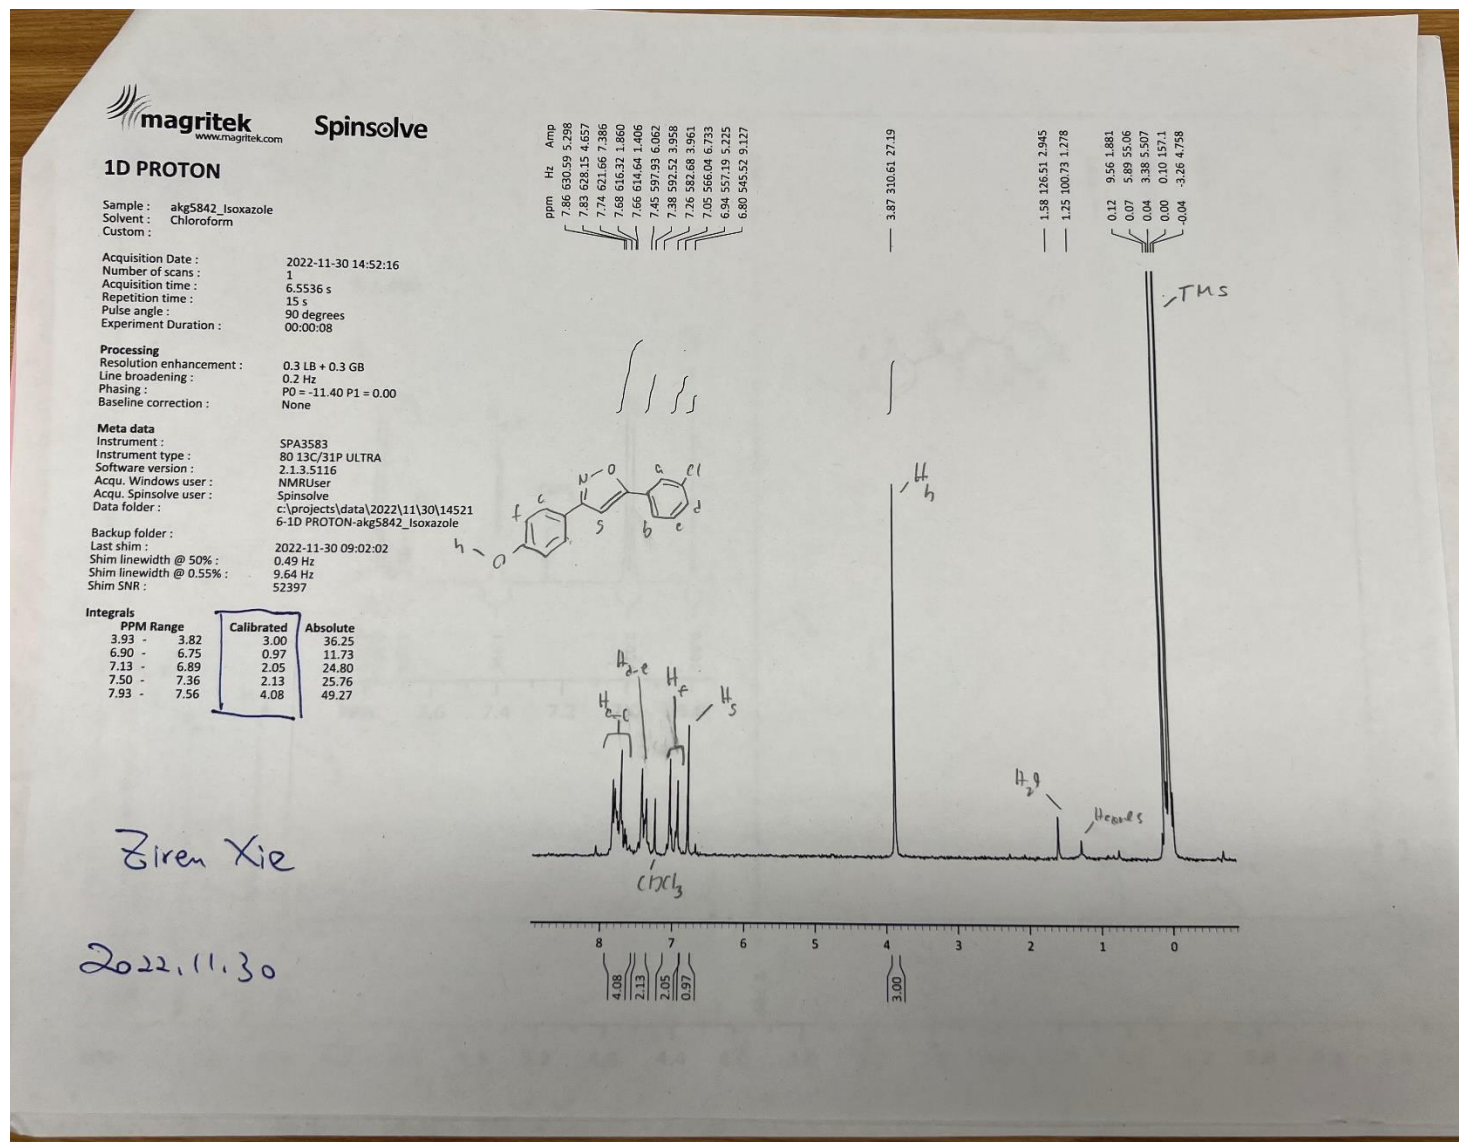 magritek
www.magritek.com
Spinsolve
1D PROTON
Sample : akg5842_Isoxazole
Solvent : Chloroform
Custom :
Acquisition Date : 2022-11-30 14:52:16
Number of scans : 1
Acquisition time : 6.5536 s
Repetition time : 15 s
Pulse angle : 90 degrees
Experiment Duration : 00:00:08
Processing
Resolution enhancement : 0.3 LB + 0.3 GB
Line broadening : 0.2 Hz
Phasing : P0 = -11.40 P1 = 0.00
Baseline correction : None
Meta data
Instrument : SPA3583
Instrument type : 80 13C/31P ULTRA
Software version : 2.1.3.5116
Acqu. Windows user : NMRUser
Acqu. Spinsolve user : Spinsolve
Data folder : c:\projects\data\2022\11\30\14521
6-1D PROTON-akg5842_Isoxazole
Backup folder :
Last shim : 2022-11-30 09:02:02
Shim linewidth @ 50% : 0.49 Hz
Shim linewidth @ 0.55% : 9.64 Hz
Shim SNR : 52397
Integrals
PPM Range Calibrated Absolute
3.93 - 3.82 3.00 36.25
6.90 - 6.75 0.97 11.73
7.13 - 6.89 2.05 24.80
7.50 - 7.36 2.13 25.76
7.93 - 7.56 4.08 49.27
Ziren Xie
2022.11.30
ppm Hz Amp
7.86 630.59 5.298
7.83 628.15 4.657
7.74 621.66 7.386
7.68 616.32 1.860
7.66 614.64 1.406
7.45 597.93 6.062
7.38 592.52 3.958
7.26 582.68 3.961
7.05 566.04 6.733
6.94 557.19 5.225
6.80 545.52 9.127
3.87 310.61 27.19
1.58 126.51 2.945
1.25 100.73 1.278
0.12 9.56 1.881
0.07 5.89 55.06
0.04 3.38 5.507
0.00 0.10 157.1
-0.04 -3.26 4.758
TMS
N O a Cl
f c d
g b e
h O
Hh
Hd-e
Hf
Hg
H2O
CDCl3
8 7 6 5 4 3 2 1 0
4.08 2.13 2.05 0.97 3.00